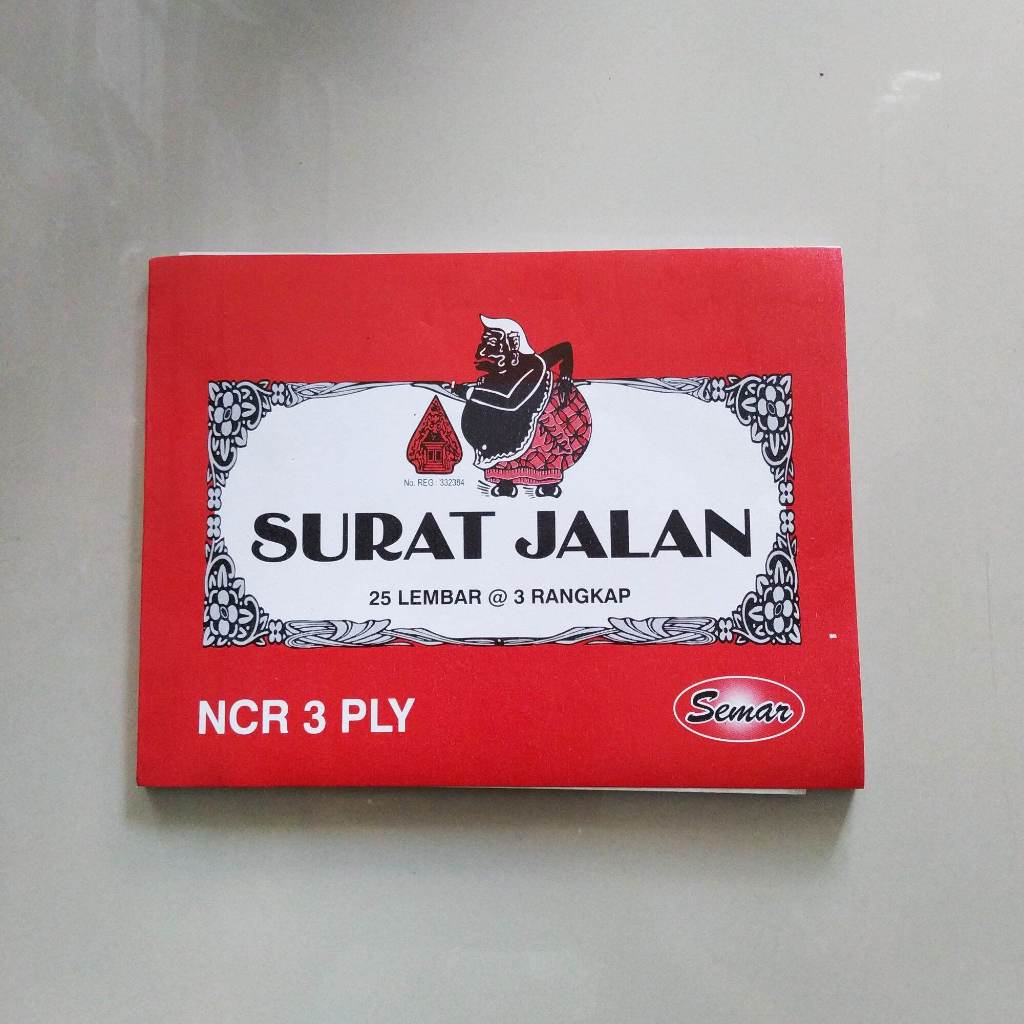 No. REG : 332384
SURAT JALAN
25 LEMBAR @ 3 RANGKAP
NCR 3 PLY
Semar